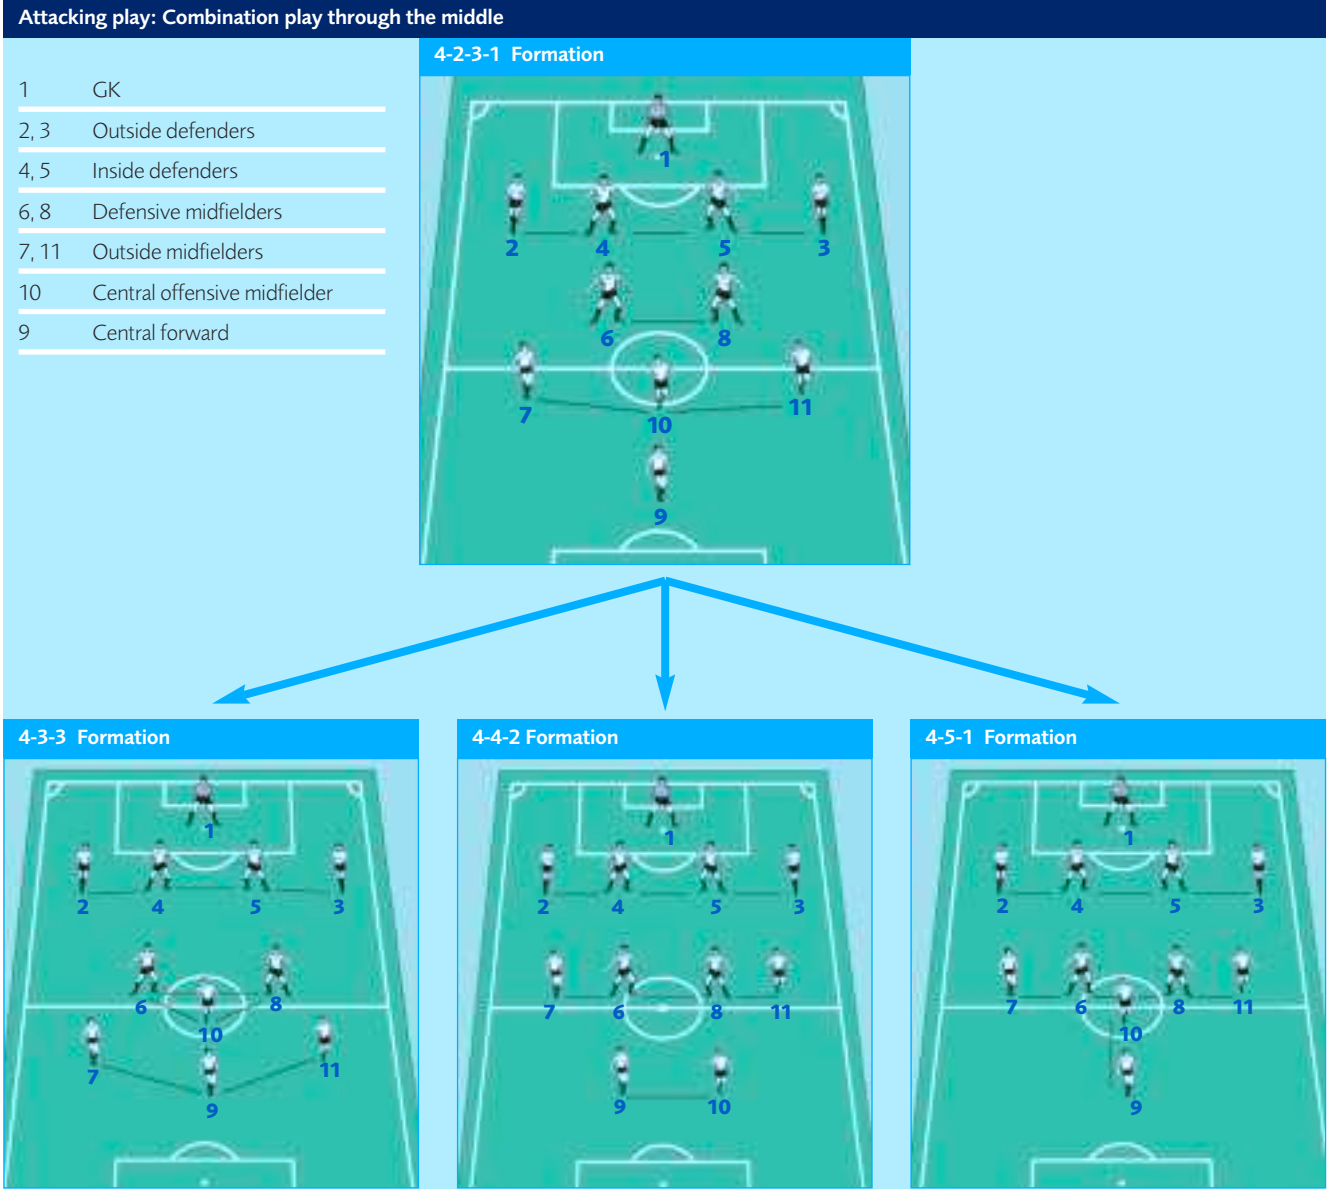 Attacking play: Combination play through the middle
4-2-3-1 Formation
1 GK
2, 3 Outside defenders
4, 5 Inside defenders
6, 8 Defensive midfielders
7, 11 Outside midfielders
10 Central offensive midfielder
9 Central forward
1
2 4 5 3
6 8
7 10 11
9
4-3-3 Formation
1
2 4 5 3
6 8
10
7 11
9
4-4-2 Formation
1
2 4 5 3
7 6 8 11
9 10
4-5-1 Formation
1
2 4 5 3
7 6 8 11
10
9